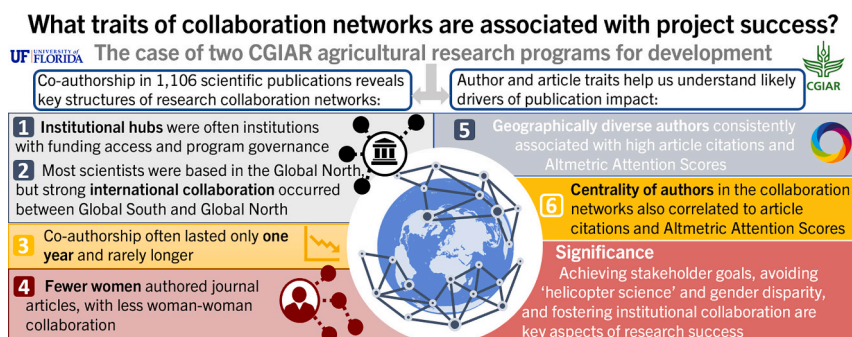 What traits of collaboration networks are associated with project success?
UF UNIVERSITY of
FLORIDA
The case of two CGIAR agricultural research programs for development
CGIAR
Co-authorship in 1,106 scientific publications reveals
key structures of research collaboration networks:
Author and article traits help us understand likely
drivers of publication impact:
1 Institutional hubs were often institutions
with funding access and program governance
2 Most scientists were based in the Global North,
but strong international collaboration occurred
between Global South and Global North
3 Co-authorship often lasted only one
year and rarely longer
4 Fewer women authored journal
articles, with less woman-woman
collaboration
5 Geographically diverse authors consistently
associated with high article citations and
Altmetric Attention Scores
6 Centrality of authors in the collaboration
networks also correlated to article
citations and Altmetric Attention Scores
Significance
Achieving stakeholder goals, avoiding
‘helicopter science’ and gender disparity,
and fostering institutional collaboration are
key aspects of research success